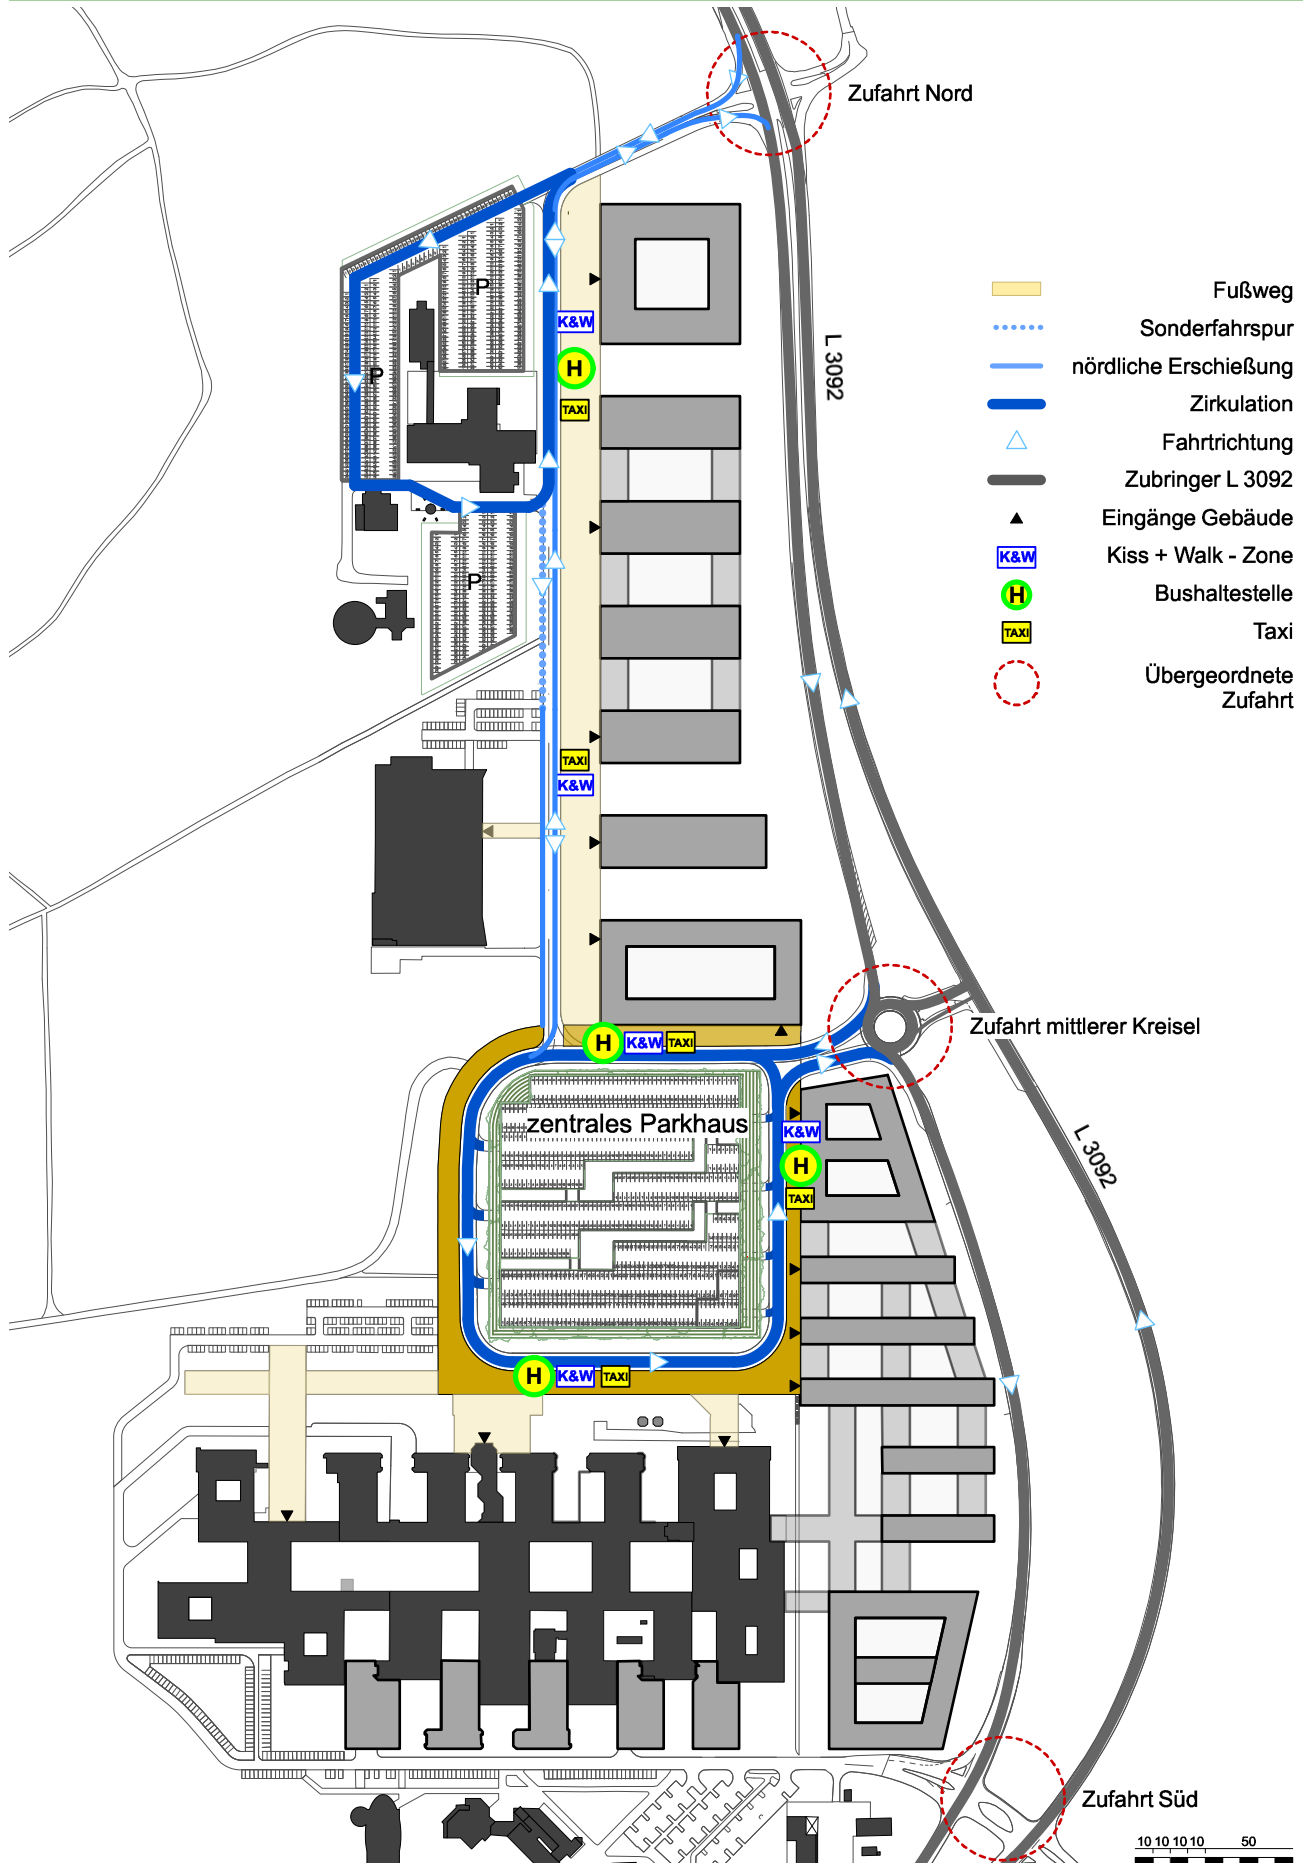 Zufahrt Nord
P
K&W
H
P
TAXI
L 3092
Fußweg
Sonderfahrspur
nördliche Erschießung
Zirkulation
Fahrtrichtung
Zubringer L 3092
Eingänge Gebäude
K&W Kiss + Walk - Zone
H Bushaltestelle
TAXI Taxi
Übergeordnete
Zufahrt
P
TAXI
K&W
Zufahrt mittlerer Kreisel
H K&W TAXI
zentrales Parkhaus
K&W
H
TAXI
L 3092
H K&W TAXI
Zufahrt Süd
10 10 10 10 50